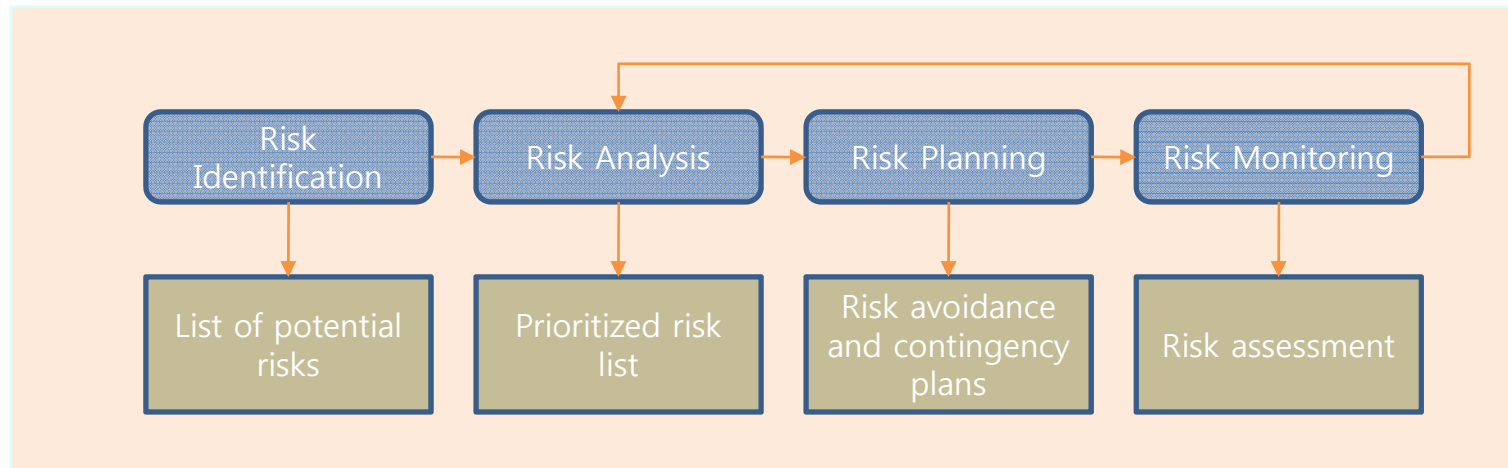 Risk
Identification
Risk Analysis
Risk Planning
Risk Monitoring
List of potential
risks
Prioritized risk
list
Risk avoidance
and contingency
plans
Risk assessment